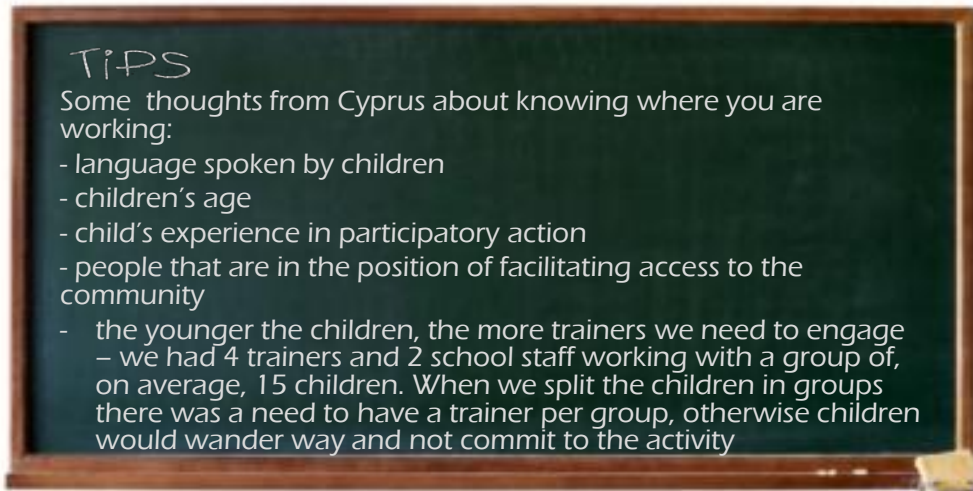 TiPS
Some thoughts from Cyprus about knowing where you are
working:
- language spoken by children
- children's age
- child's experience in participatory action
- people that are in the position of facilitating access to the
community
- the younger the children, the more trainers we need to engage
– we had 4 trainers and 2 school staff working with a group of,
on average, 15 children. When we split the children in groups
there was a need to have a trainer per group, otherwise children
would wander way and not commit to the activity